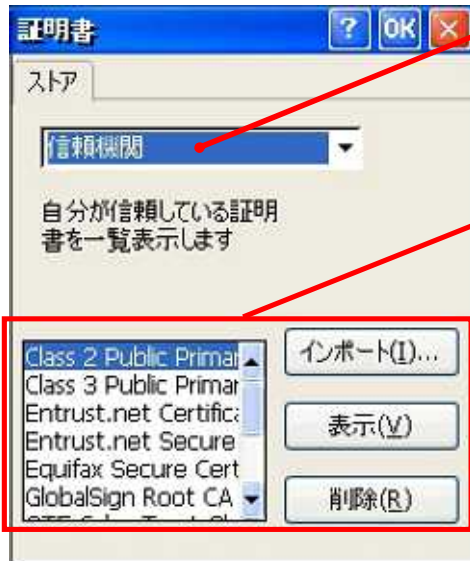 証明書
? OK ×
ストア
信頼機関
自分が信頼している証明
書を一覧表示します
Class 2 Public Primar
Class 3 Public Primar
Entrust.net Certifica
Entrust.net Secure
Equifax Secure Cert
GlobalSign Root CA
インポート(I)...
表示(V)
削除(R)